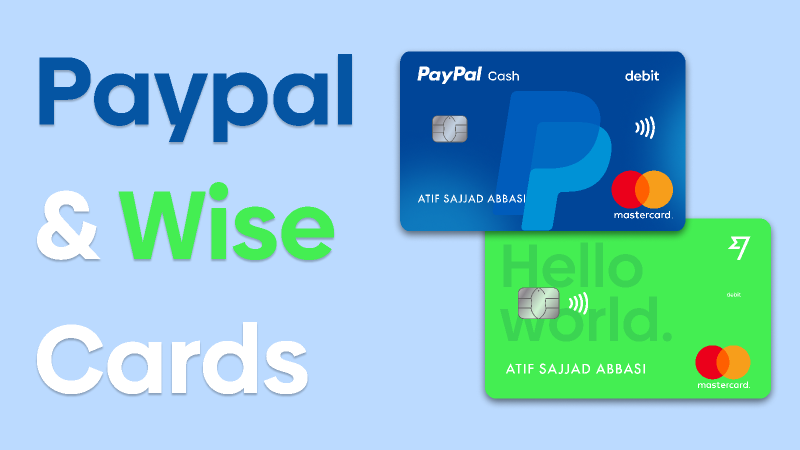 Paypal
& Wise
Cards
PayPal Cash debit
ATIF SAJJAD ABBASI
mastercard.
Hello
world.
Debit
ATIF SAJJAD ABBASI
mastercard.